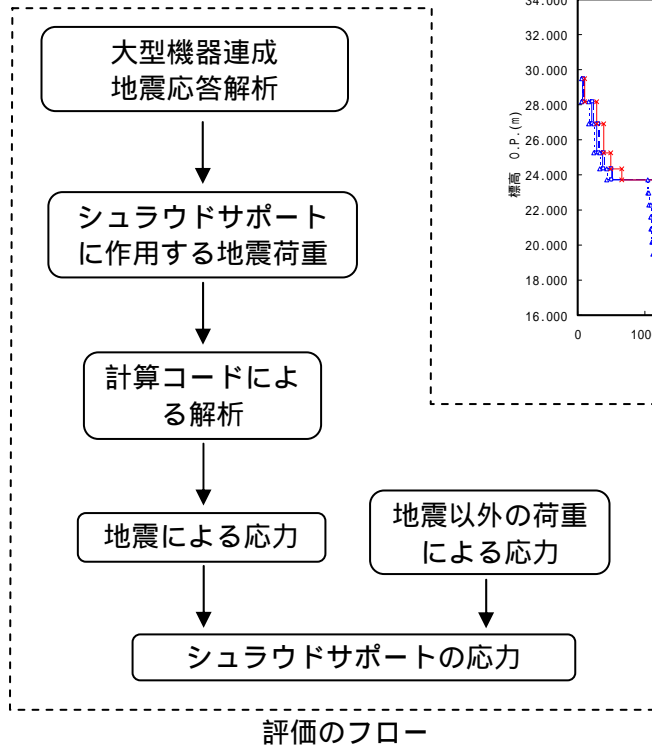 大型機器連成
地震応答解析
シュラウドサポート
に作用する地震荷重
計算コードによ
る解析
地震による応力
地震以外の荷重
による応力
シュラウドサポートの応力
評価のフロー
34.000
32.000
30.000
28.000
26.000
24.000
22.000
20.000
18.000
16.000
標高 O.P.(m)
0
100